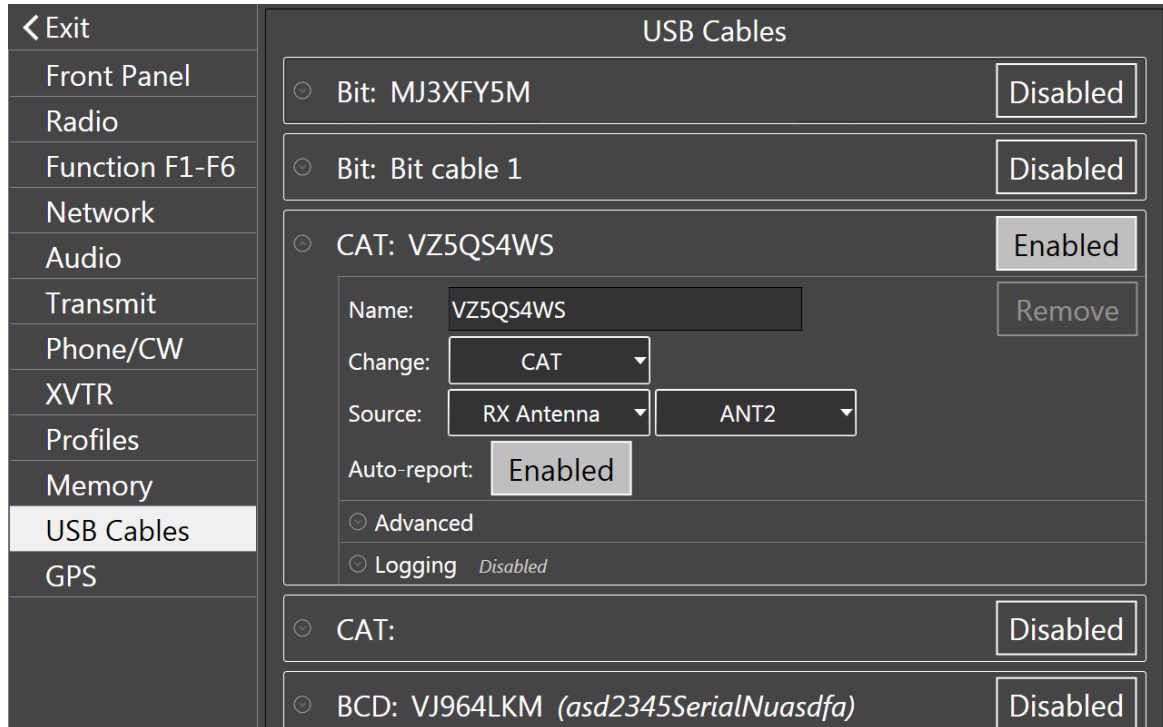 Exit
Front Panel
Radio
Function F1-F6
Network
Audio
Transmit
Phone/CW
XVTR
Profiles
Memory
USB Cables
GPS
USB Cables
Bit: MJ3XFY5M Disabled
Bit: Bit cable 1 Disabled
CAT: VZ5QS4WS Enabled
Name: VZ5QS4WS Remove
Change: CAT
Source: RX Antenna ANT2
Auto-report: Enabled
Advanced
Logging Disabled
CAT: Disabled
BCD: VJ964LKM (asd2345SerialNuasdfa) Disabled